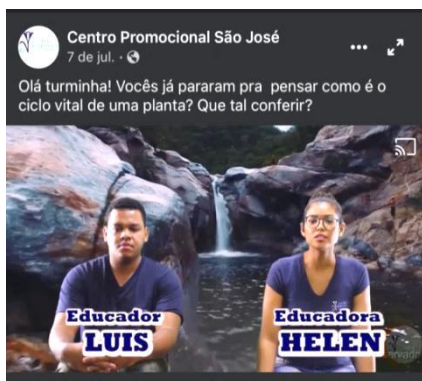 Centro Promocional São José
7 de jul. ·
Olá turminha! Vocês já pararam pra pensar como é o
ciclo vital de uma planta? Que tal conferir?
Educador
LUIS
Educadora
HELEN